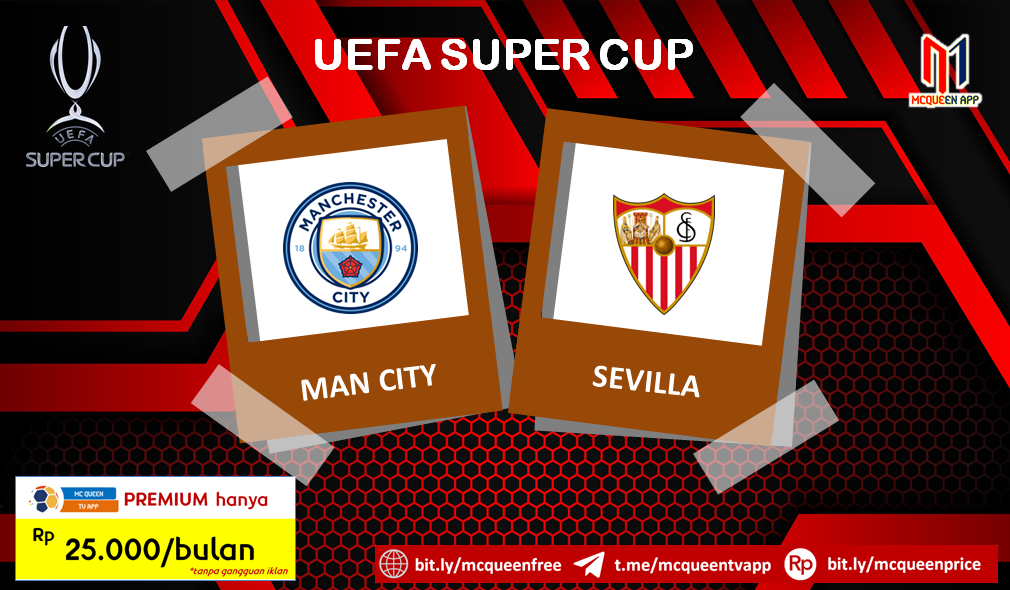 UEFA SUPER CUP
UEFA
SUPER CUP
MCQUEEN APP
MANCHESTER
18 94
CITY
MAN CITY
SEVILLA
MC QUEEN
TV APP
PREMIUM hanya
Rp 25.000/bulan
*tanpa gangguan iklan
bit.ly/mcqueenfree
t.me/mcqueentvapp
Rp
bit.ly/mcqueenprice